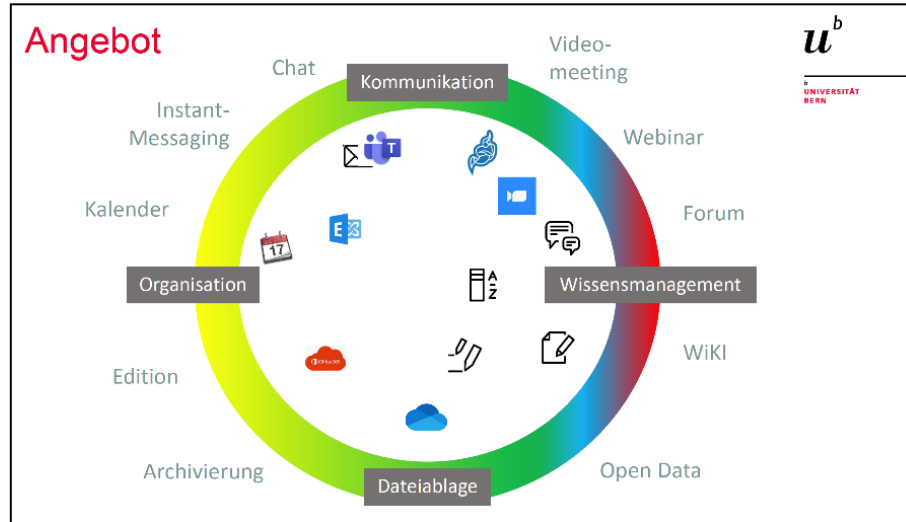 Angebot
u^b
b
UNIVERSITÄT
BERN
Chat
Kommunikation
Video-
meeting
Instant-
Messaging
Webinar
Kalender
Forum
17
Organisation
Wissensmanagement
A
Z
T
E
WiKI
Edition
Archivierung
Open Data
Dateiablage